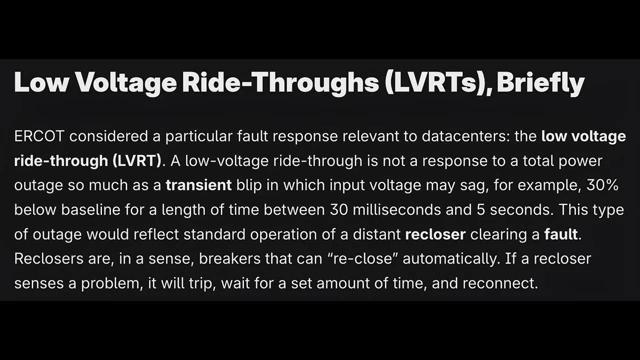 Low Voltage Ride-Throughs (LVRTs), Briefly
ERCOT considered a particular fault response relevant to datacenters: the low voltage
ride-through (LVRT). A low-voltage ride-through is not a response to a total power
outage so much as a transient blip in which input voltage may sag, for example, 30%
below baseline for a length of time between 30 milliseconds and 5 seconds. This type
of outage would reflect standard operation of a distant recloser clearing a fault.
Reclosers are, in a sense, breakers that can “re-close” automatically. If a recloser
senses a problem, it will trip, wait for a set amount of time, and reconnect.